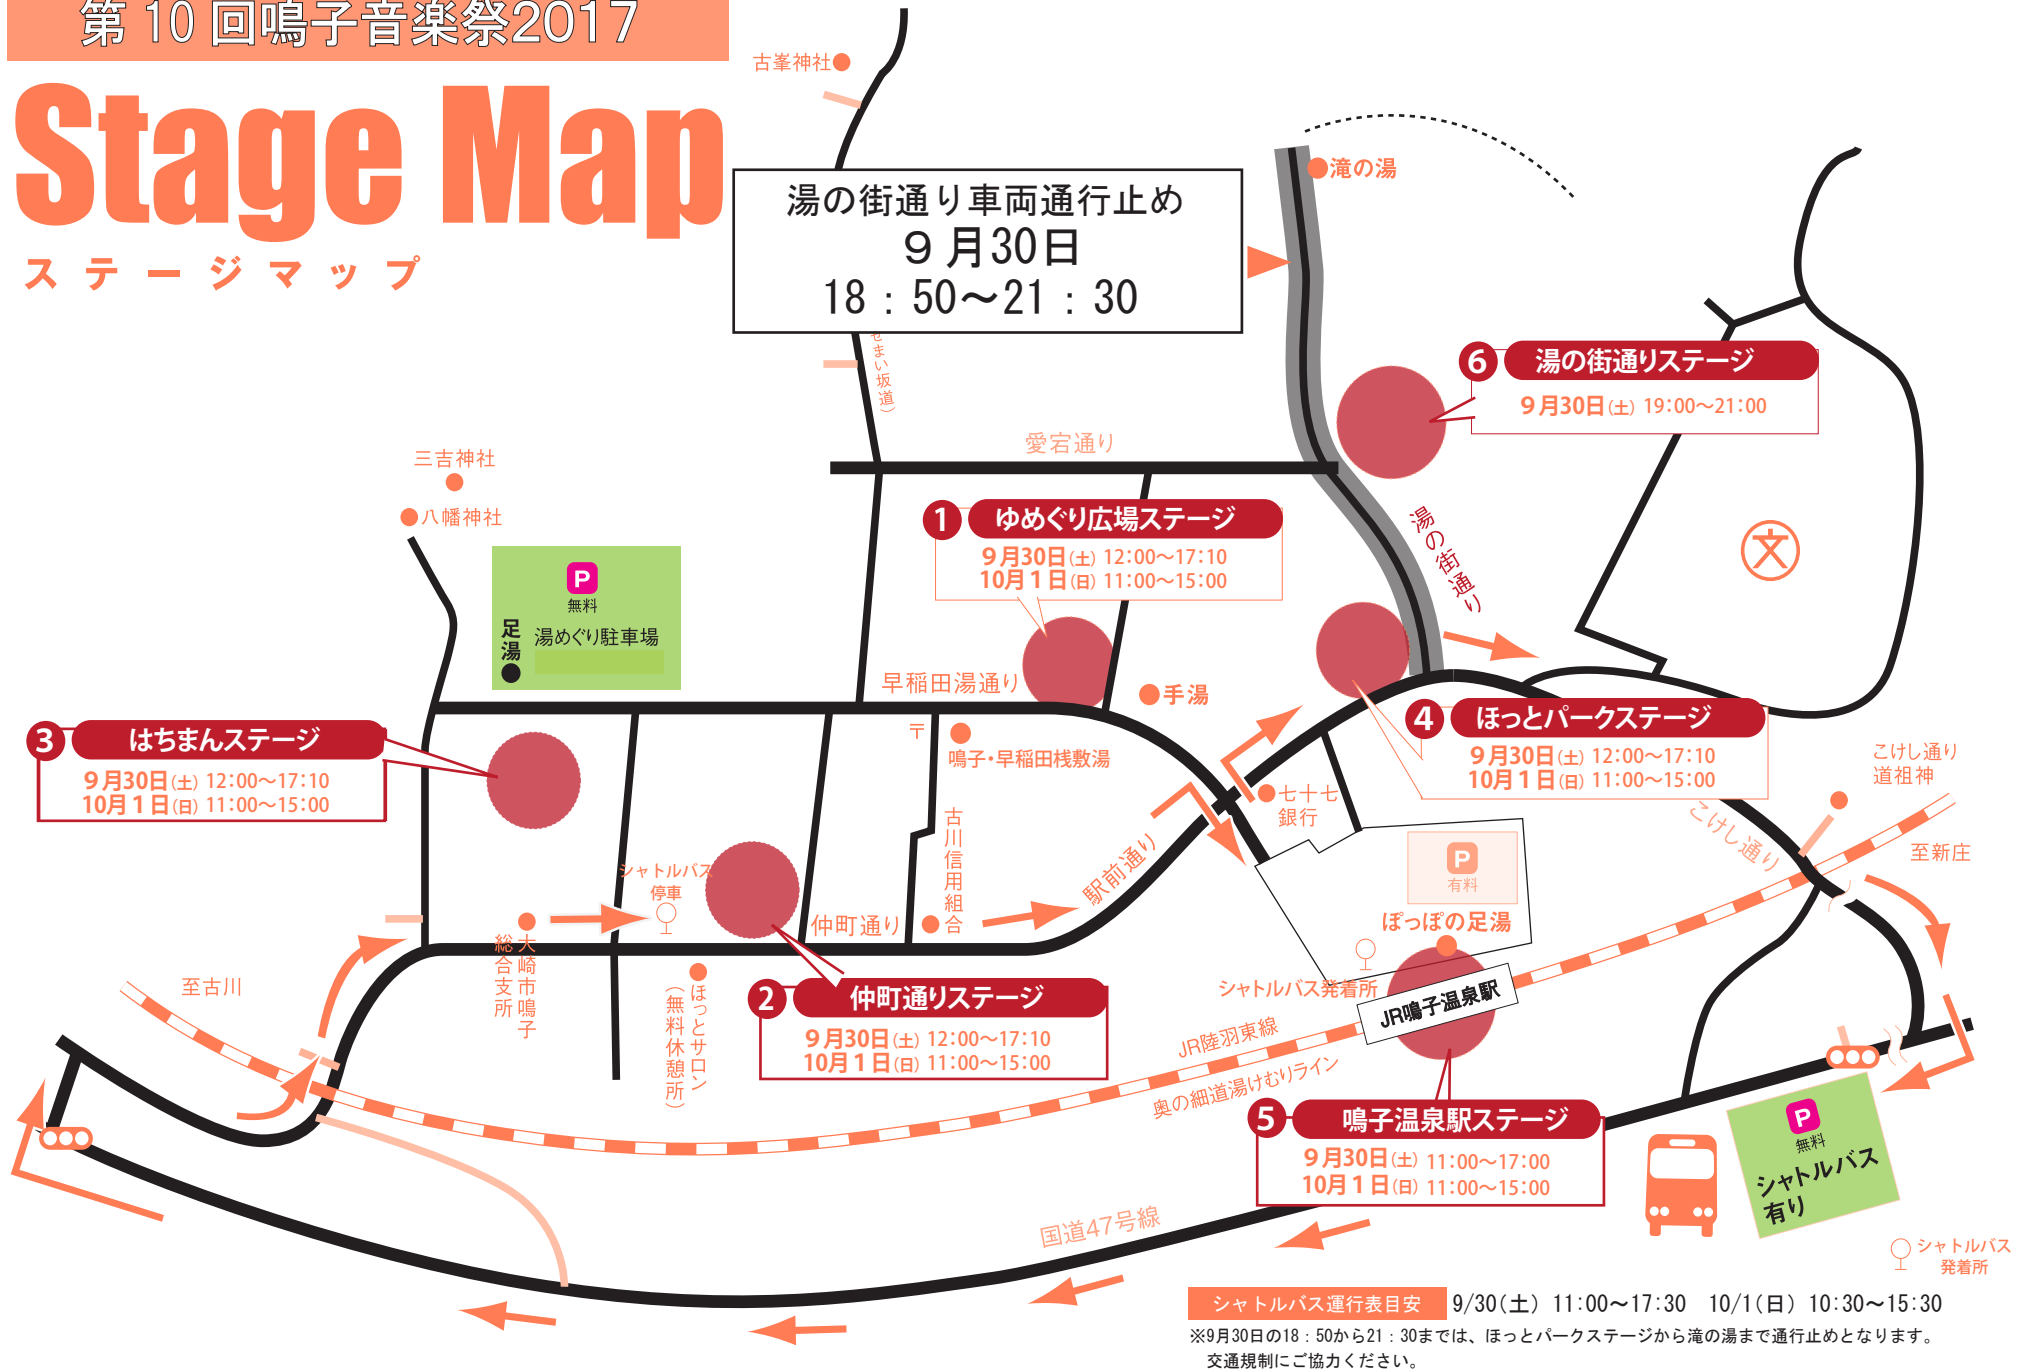 第10回鳴子音楽祭2017
Stage Map
ステージマップ
古峯神社
滝の湯
湯の街通り車両通行止め
9月30日
18：50～21：30
せまい坂道）
6 湯の街通りステージ
9月30日(土) 19:00～21:00
愛宕通り
三吉神社
八幡神社
1 ゆめぐり広場ステージ
9月30日(土) 12:00～17:10
10月1日(日) 11:00～15:00
湯の街通り
文
P
無料
足湯
湯めぐり駐車場
早稲田湯通り
手湯
3 はちまんステージ
9月30日(土) 12:00～17:10
10月1日(日) 11:00～15:00
〒
鳴子・早稲田桟敷湯
4 ほっとパークステージ
9月30日(土) 12:00～17:10
10月1日(日) 11:00～15:00
こけし通り
道祖神
七十七
銀行
こけし通り
至新庄
古川信用組合
駅前通り
P
有料
ぽっぽの足湯
シャトルバス
停車
仲町通り
大崎市鳴子
総合支所
ほっとサロン
（無料休憩所）
至古川
シャトルバス発着所
JR鳴子温泉駅
2 仲町通りステージ
9月30日(土) 12:00～17:10
10月1日(日) 11:00～15:00
JR陸羽東線
奥の細道湯けむりライン
5 鳴子温泉駅ステージ
9月30日(土) 11:00～17:00
10月1日(日) 11:00～15:00
P
無料
シャトルバス
有り
国道47号線
シャトルバス
発着所
シャトルバス運行表目安 9/30(土) 11:00～17:30 10/1(日) 10:30～15:30
※9月30日の18：50から21：30までは、ほっとパークステージから滝の湯まで通行止めとなります。
交通規制にご協力ください。